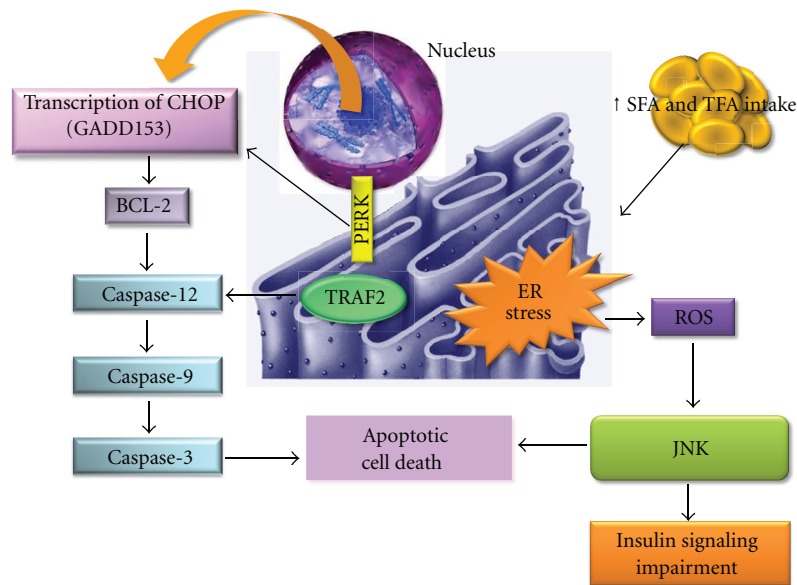 Nucleus
Transcription of CHOP
(GADD153)
↑ SFA and TFA intake
BCL-2
PERK
Caspase-12
TRAF2
ER
stress
ROS
Caspase-9
Apoptotic
cell death
Caspase-3
JNK
Insulin signaling
impairment